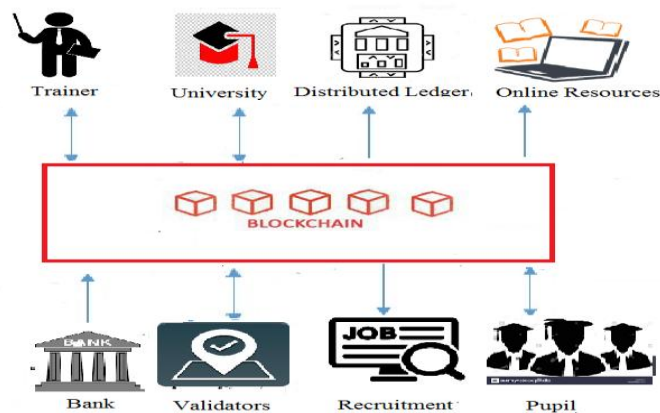 Trainer
University
Distributed Ledger
Online Resources
BLOCKCHAIN
BANK
JOB
Bank
Validators
Recruitment
Pupil